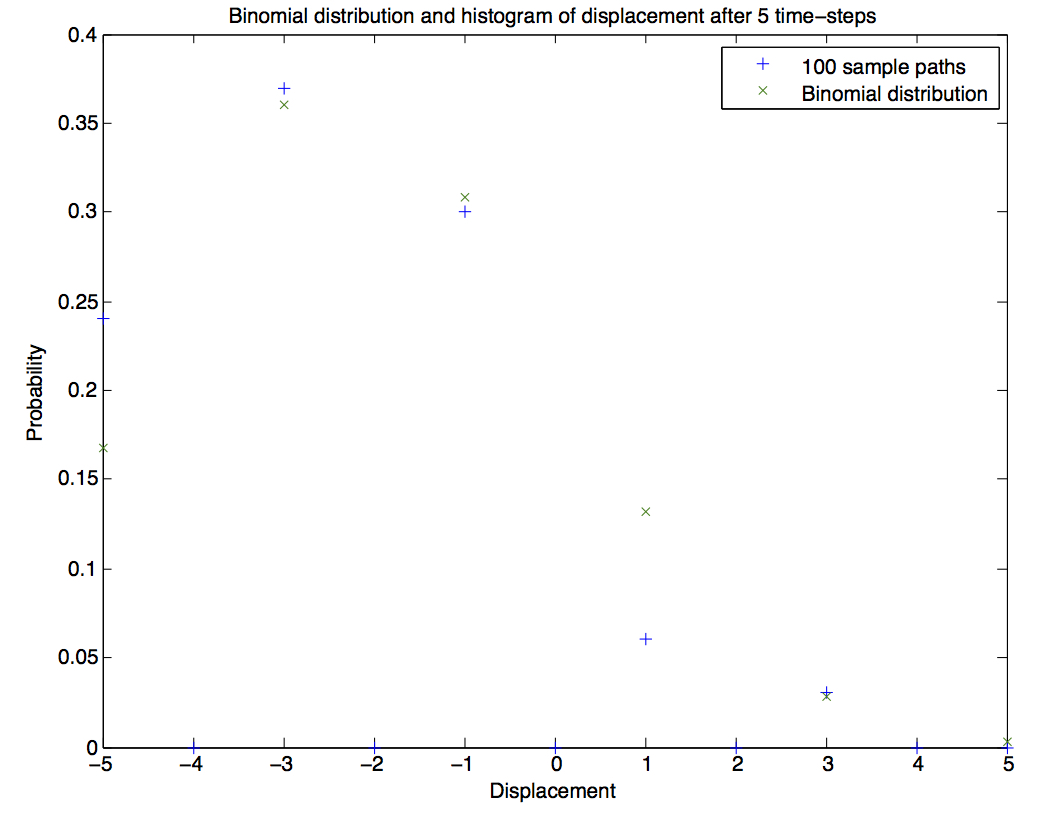 Binomial distribution and histogram of displacement after 5 time−steps
100 sample paths
Binomial distribution
0.4
0.35
0.3
0.25
0.2
0.15
0.1
0.05
0
Probability
−5 −4 −3 −2 −1 0 1 2 3 4 5
Displacement